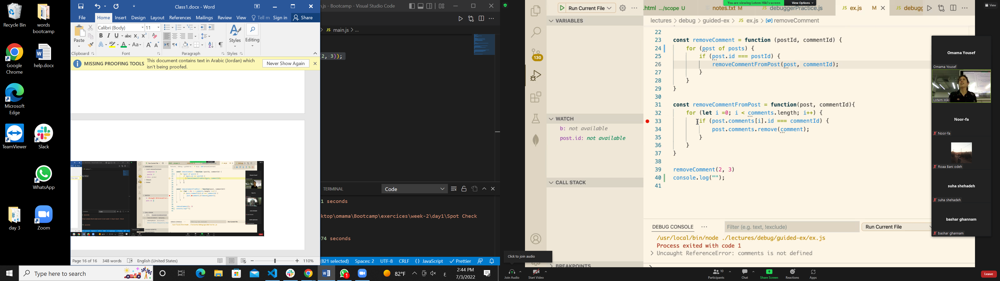 Recycle Bin
words
bootcamp
Google
Chrome
help.docx
Microsoft
Edge
TeamViewer
Slack
WhatsApp
day 3
Zoom
Class1.docx - Word
File
Home
Insert
Design
Layout
References
Mailings
Review
View
Tell m
Sign in
Share
Paste
Calibri (Body)
11
Styles
Editing
Clipboard
Font
Paragraph
Styles
MISSING PROOFING TOOLS
This document contains text in Arabic (Jordan) which
isn't being proofed.
Never Show Again
Page 16 of 16
348 words
English (United States)
110%
n.js - Bootcamp - Visual Studio Code
JS main.js > ...
2, 3));
TERMINAL
Code
1 seconds
ktop\omama\Bootcamp\exercices\week-2\day1\Spot Check
74 seconds
(821 selected)
Spaces: 2
UTF-8
CRLF
{} JavaScript
Prettier
Type here to search
1
82°F
ع
2:44 PM
7/3/2022
You are viewing Lotem Hiki's screen
View Options
View
Run Current File
.html .../scope U
notes.txt M
debuggerPractice.js
JS ex.js M
JS debugg
lectures > debug > guided-ex > JS ex.js > removeComment
VARIABLES
130
WATCH
b: not available
post.id: not available
CALL STACK
BREAKPOINTS
22
23 const removeComment = function (postId, commentId) {
24 for (post of posts) {
25 if (post.id === postId) {
26 removeCommentFromPost(post, commentId);
27 }
28 }
29 }
30
31 const removeCommentFromPost = function(post, commentId){
32 for (let i =0; i < comments.length; i++) {
33 if (post.comments[i].id === commentId) {
34 post.comments.remove(comment);
35 }
36 }
37 }
38
39 removeComment(2, 3)
40 console.log("");
41
DEBUG CONSOLE
Filter (e.g. text, !exclude)
Run Current File
/usr/local/bin/node ./lectures/debug/guided-ex/ex.js
Process exited with code 1
> Uncaught ReferenceError: comments is not defined
Omama Yousef
Omama Yousef
Lotem Hiki
Noor-fa
Noor-fa
Roaa Bani odeh
suha shehadeh
suha shehadeh
bashar ghannam
bashar ghannam
Click to join audio
Join Audio
Start Video
Participants
10
Chat
Share Screen
Reactions
Apps
Leave